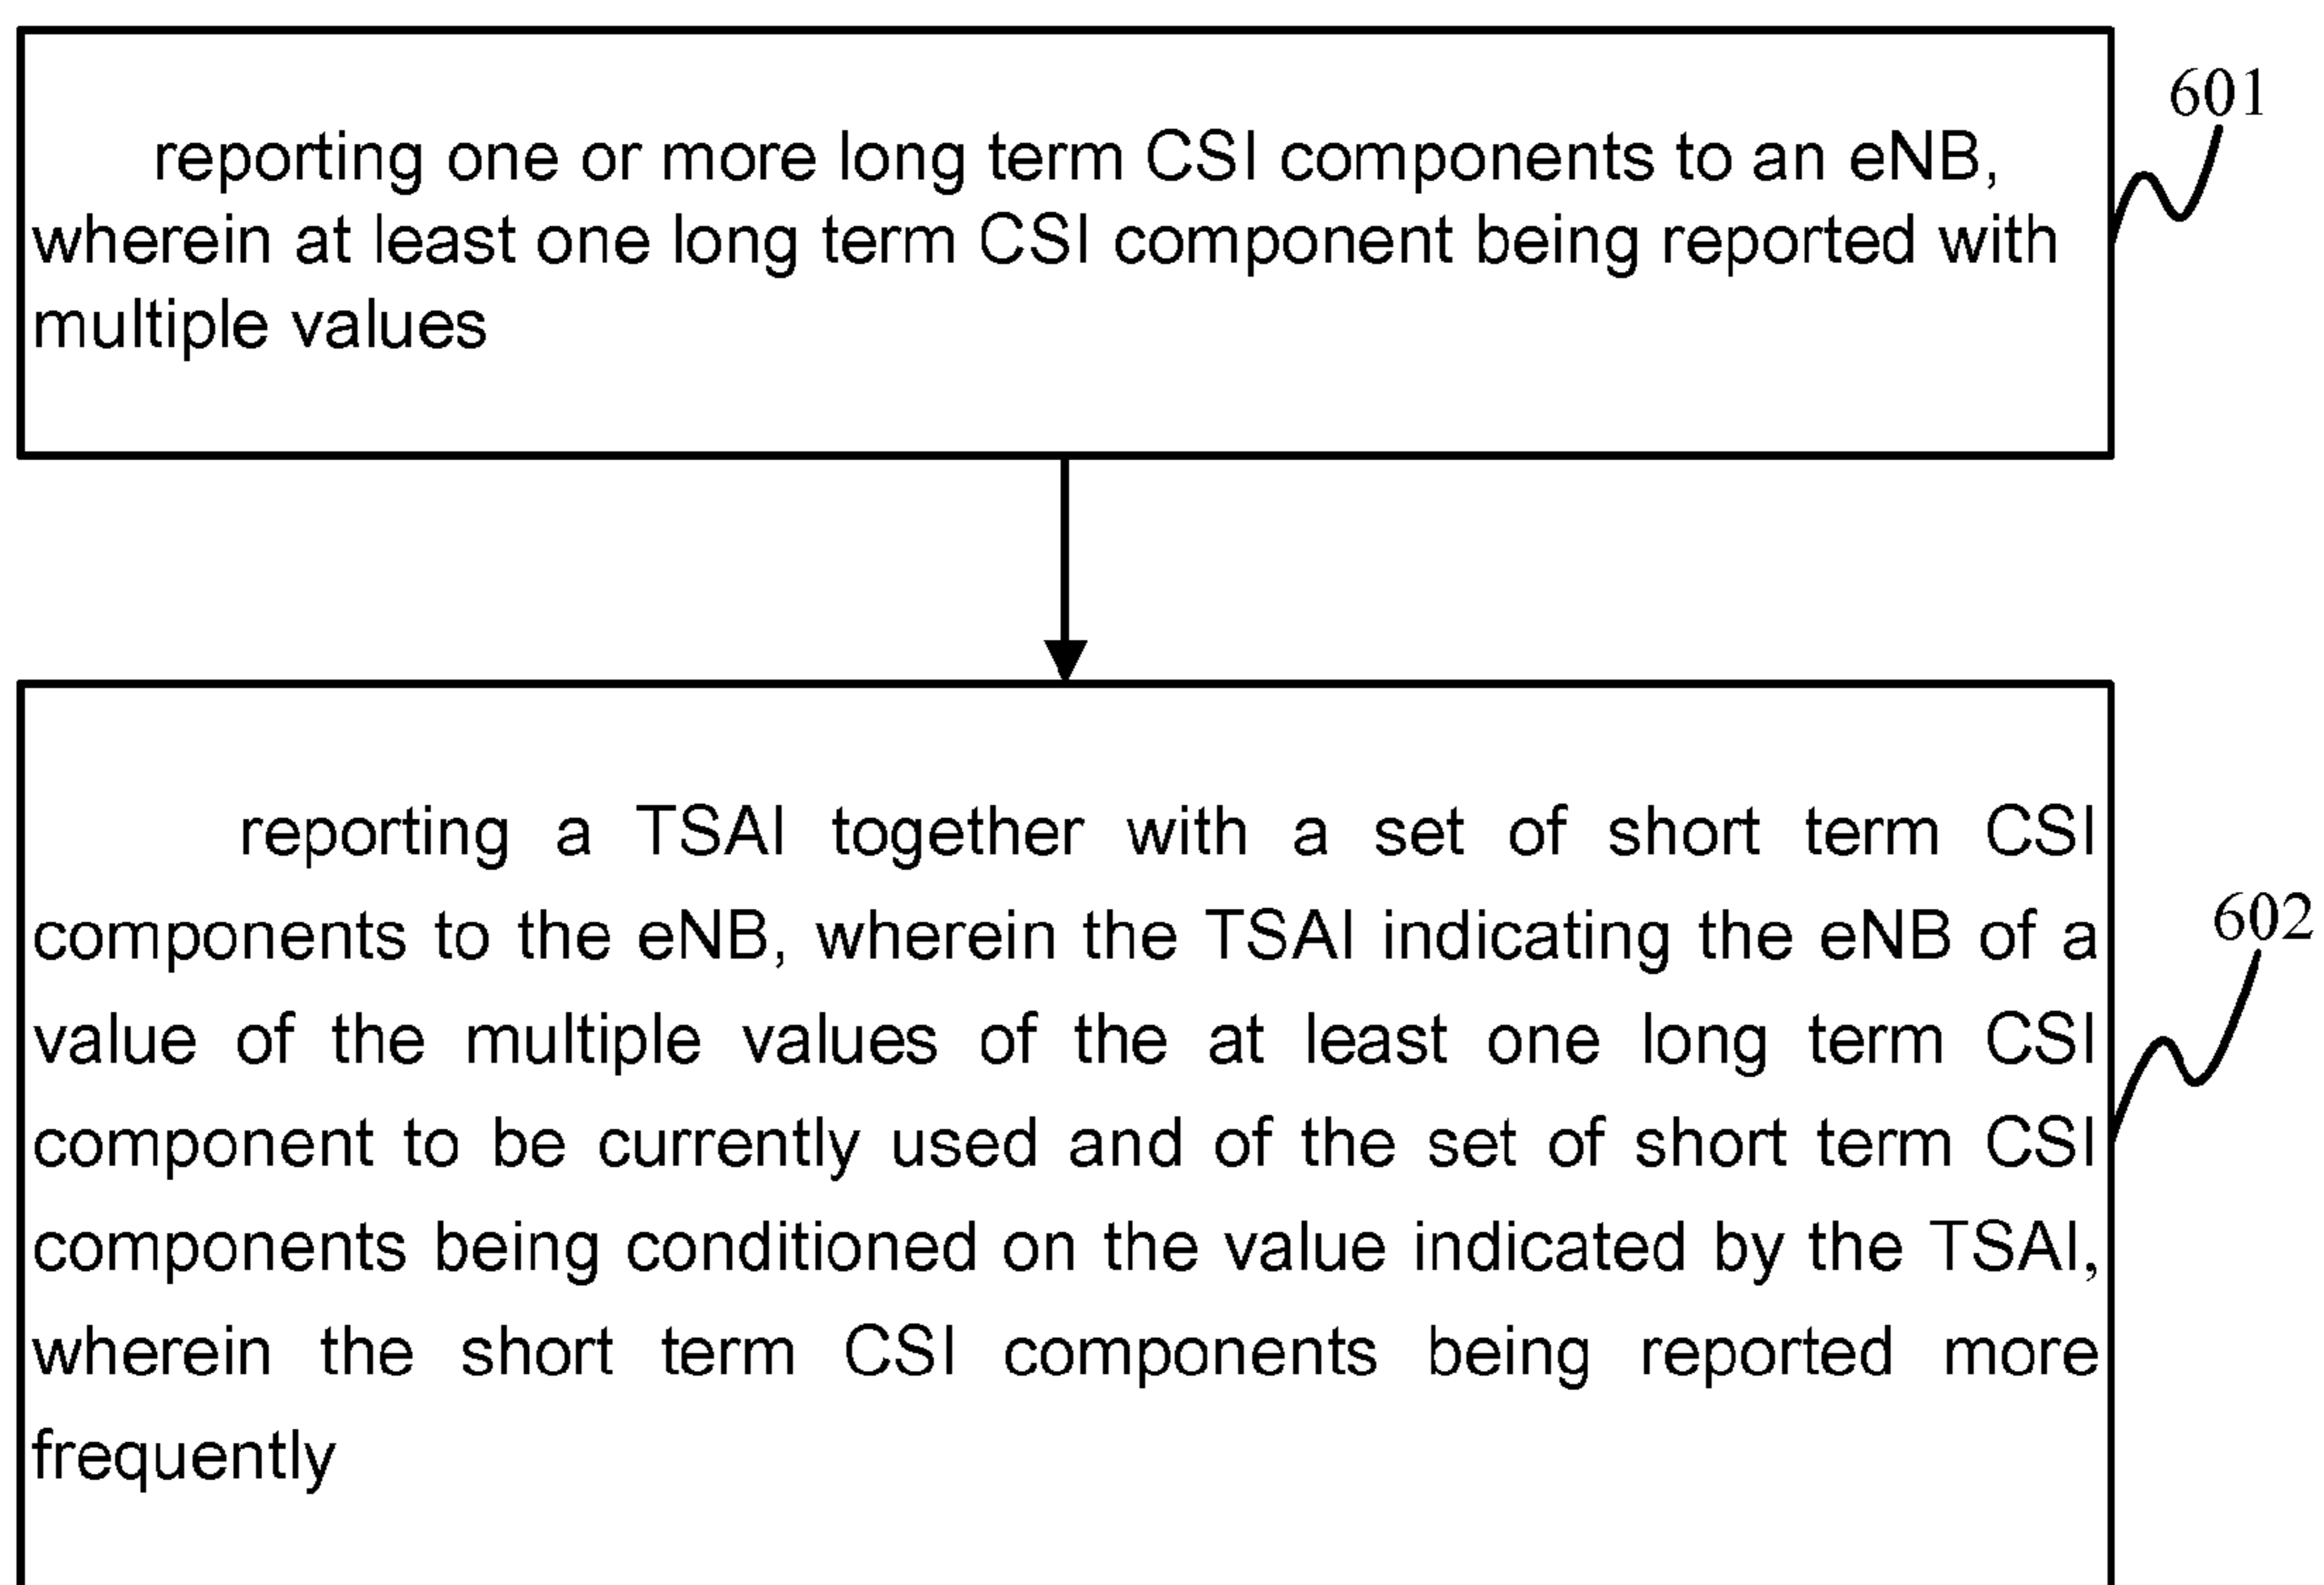 601
reporting one or more long term CSI components to an eNB,
wherein at least one long term CSI component being reported with
multiple values
reporting a TSAI together with a set of short term CSI
components to the eNB, wherein the TSAI indicating the eNB of a
602
value of the multiple values of the at least one long term CSI
component to be currently used and of the set of short term CSI
components being conditioned on the value indicated by the TSAI,
wherein the short term CSI components being reported more
frequently